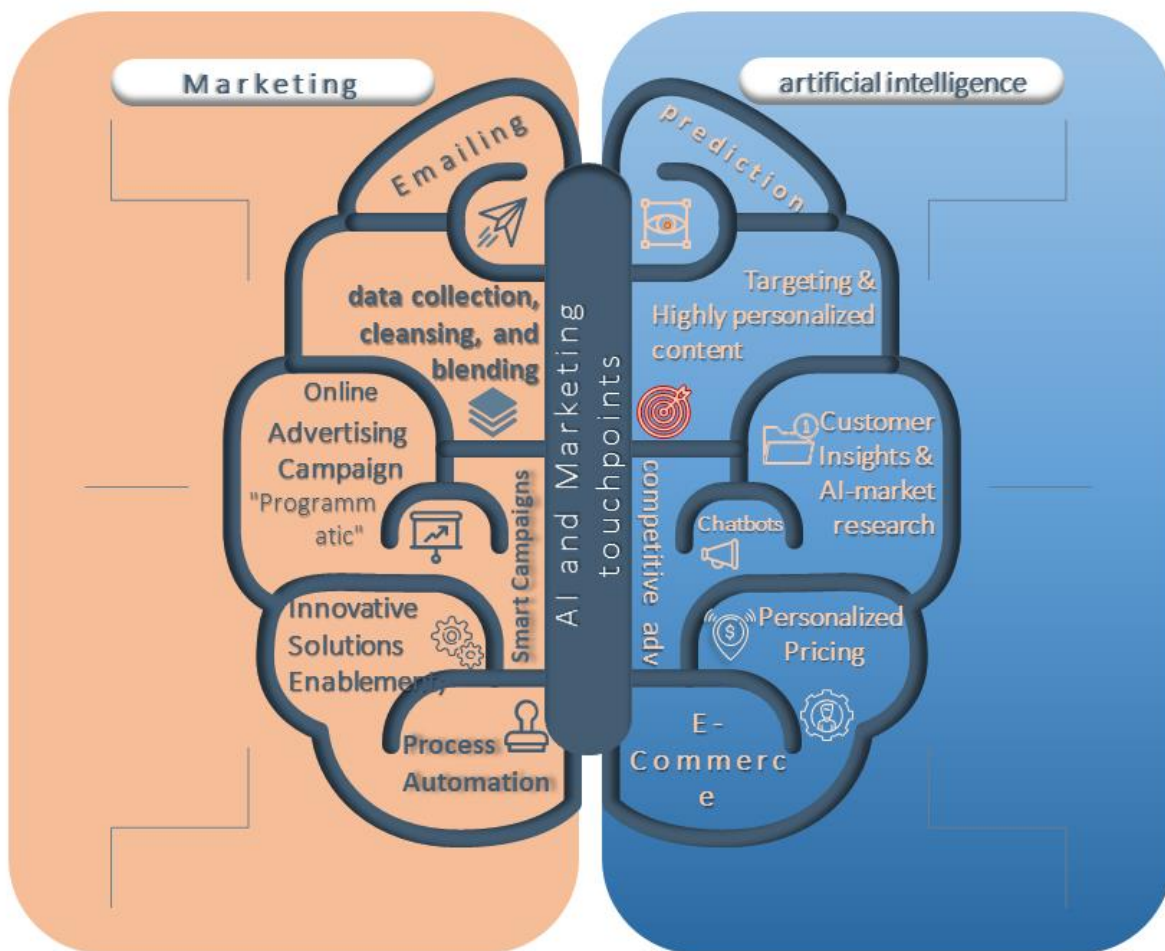 Marketing
artificial intelligence
Emailing
prediction
data collection,
cleansing, and
blending
Targeting &
Highly personalized
content
AI and Marketing
touchpoints
Online
Advertising
Campaign
"Programm
atic"
Smart Campaigns
competitive adv
Customer
Insights &
AI-market
research
Chatbots
Innovative
Solutions
Enablement,
Personalized
Pricing
Process
Automation
E-
Commerc
e